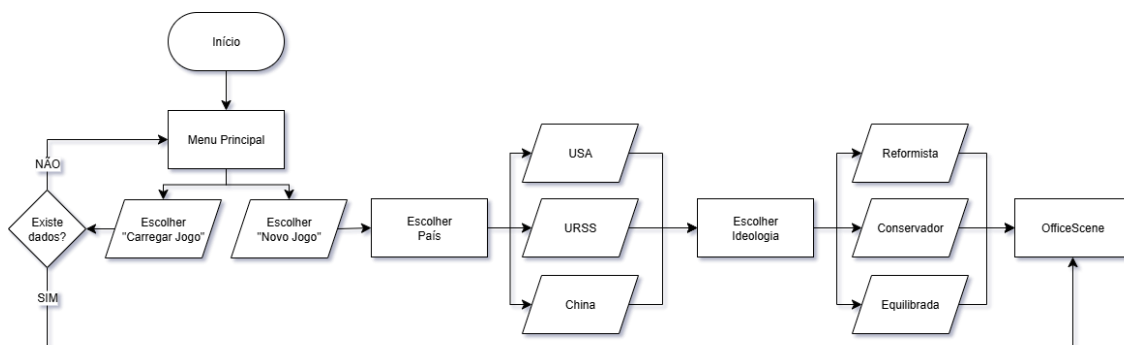 Início
Menu Principal
NÃO
Existe
dados?
Escolher
"Carregar Jogo"
Escolher
"Novo Jogo"
Escolher
País
USA
URSS
China
Escolher
Ideologia
Reformista
Conservador
Equilibrada
OfficeScene
SIM